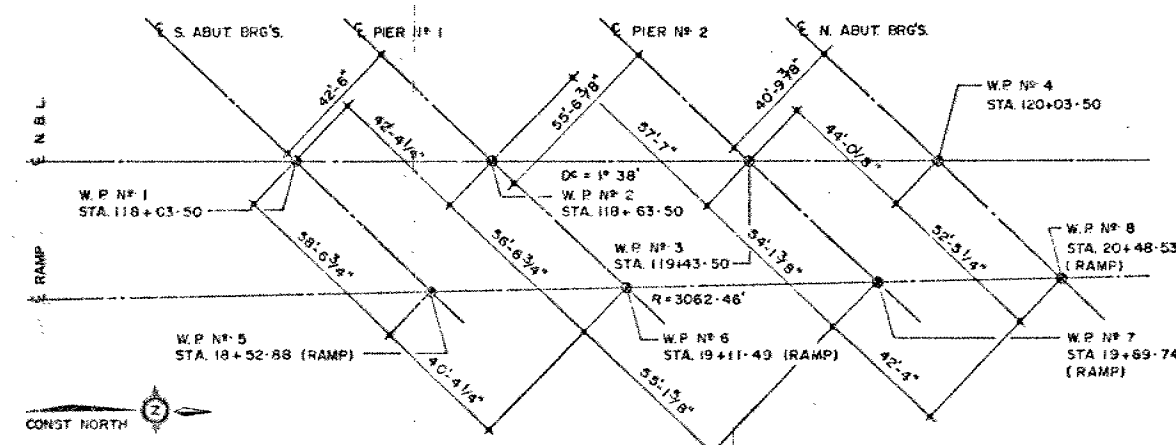 ℄ S. ABUT. BRG'S.
℄ PIER Nº 1
℄ PIER Nº 2
℄ N. ABUT. BRG'S.
42'-6"
42'-4 1/4"
55'-6 3/8"
57'-7"
40'-9 3/8"
44'-0 1/8"
W.P. Nº 4
STA. 120+03.50
℄ N.B.L.
W.P. Nº 1
STA. 118+03.50
Dc = 1° 38'
W.P. Nº 2
STA. 118+63.50
W.P. Nº 3
STA. 119+43.50
58'-6 3/4"
56'-6 3/4"
54'-1 3/8"
52'-5 1/4"
W.P. Nº 8
STA. 20+48.53
(RAMP)
℄ RAMP
R = 3062.46'
W.P. Nº 5
STA. 18+52.88 (RAMP)
W.P. Nº 6
STA. 19+11.49 (RAMP)
W.P. Nº 7
STA 19+89.74
(RAMP)
40'-4 1/4"
55'-1 5/8"
42'-4"
CONST NORTH
Z